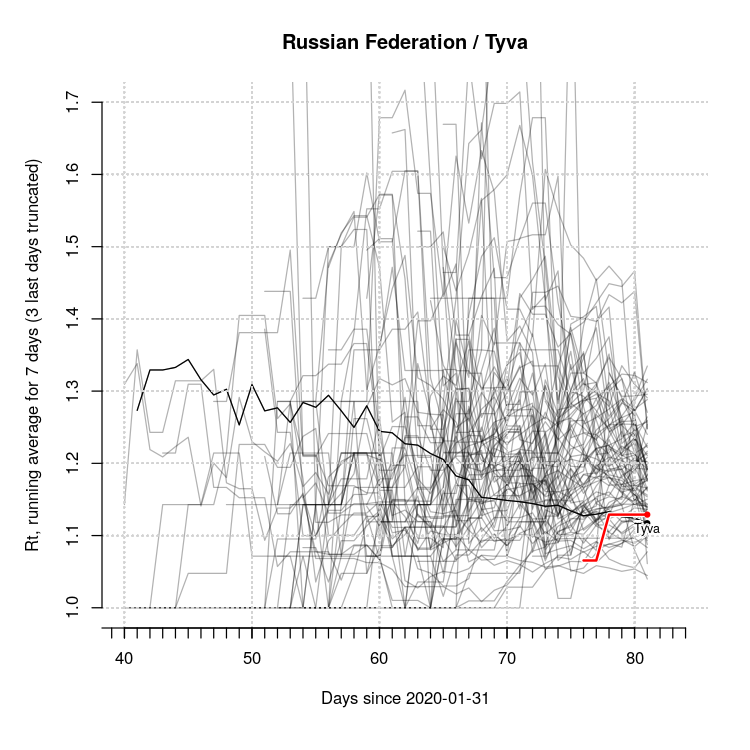 Russian Federation / Tyva
Rt, running average for 7 days (3 last days truncated)
1.7
1.6
1.5
1.4
1.3
1.2
1.1
1.0
Tyva
40 50 60 70 80
Days since 2020-01-31